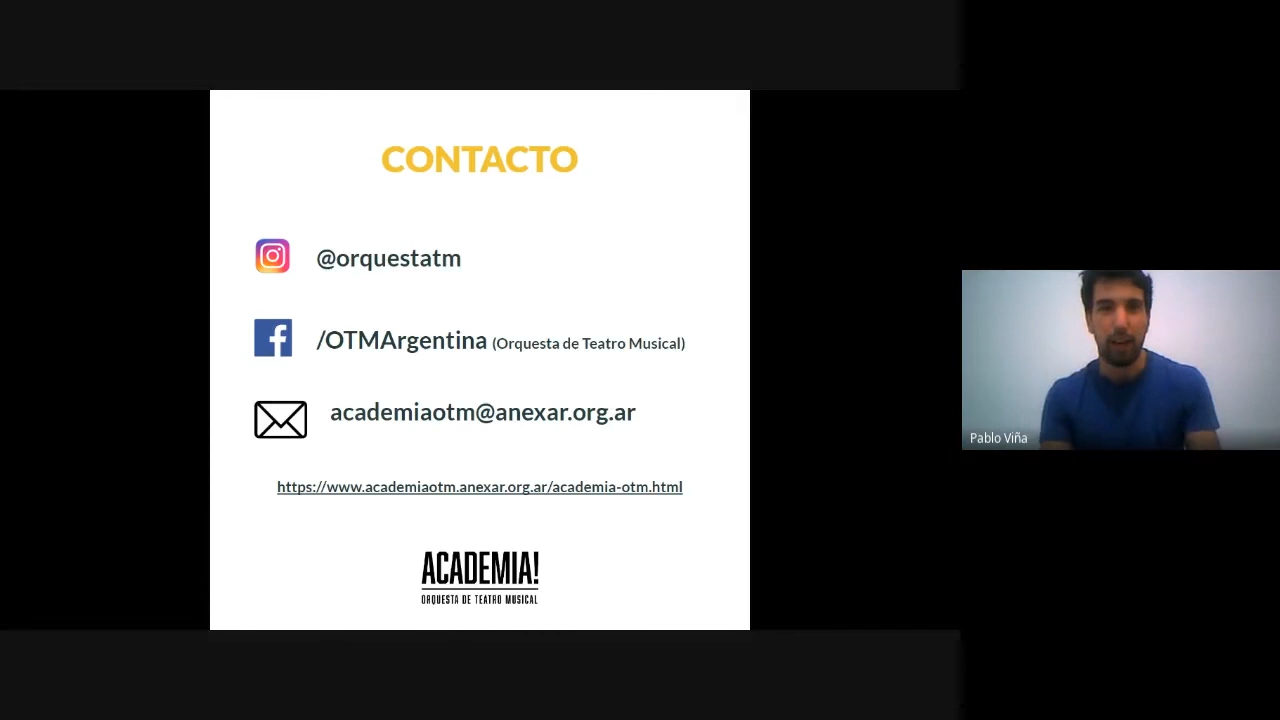 CONTACTO
@orquestatm
/OTMArgentina (Orquesta de Teatro Musical)
academiaotm@anexar.org.ar
https://www.academiaotm.anexar.org.ar/academia-otm.html
ACADEMIA!
ORQUESTA DE TEATRO MUSICAL
Pablo Viña